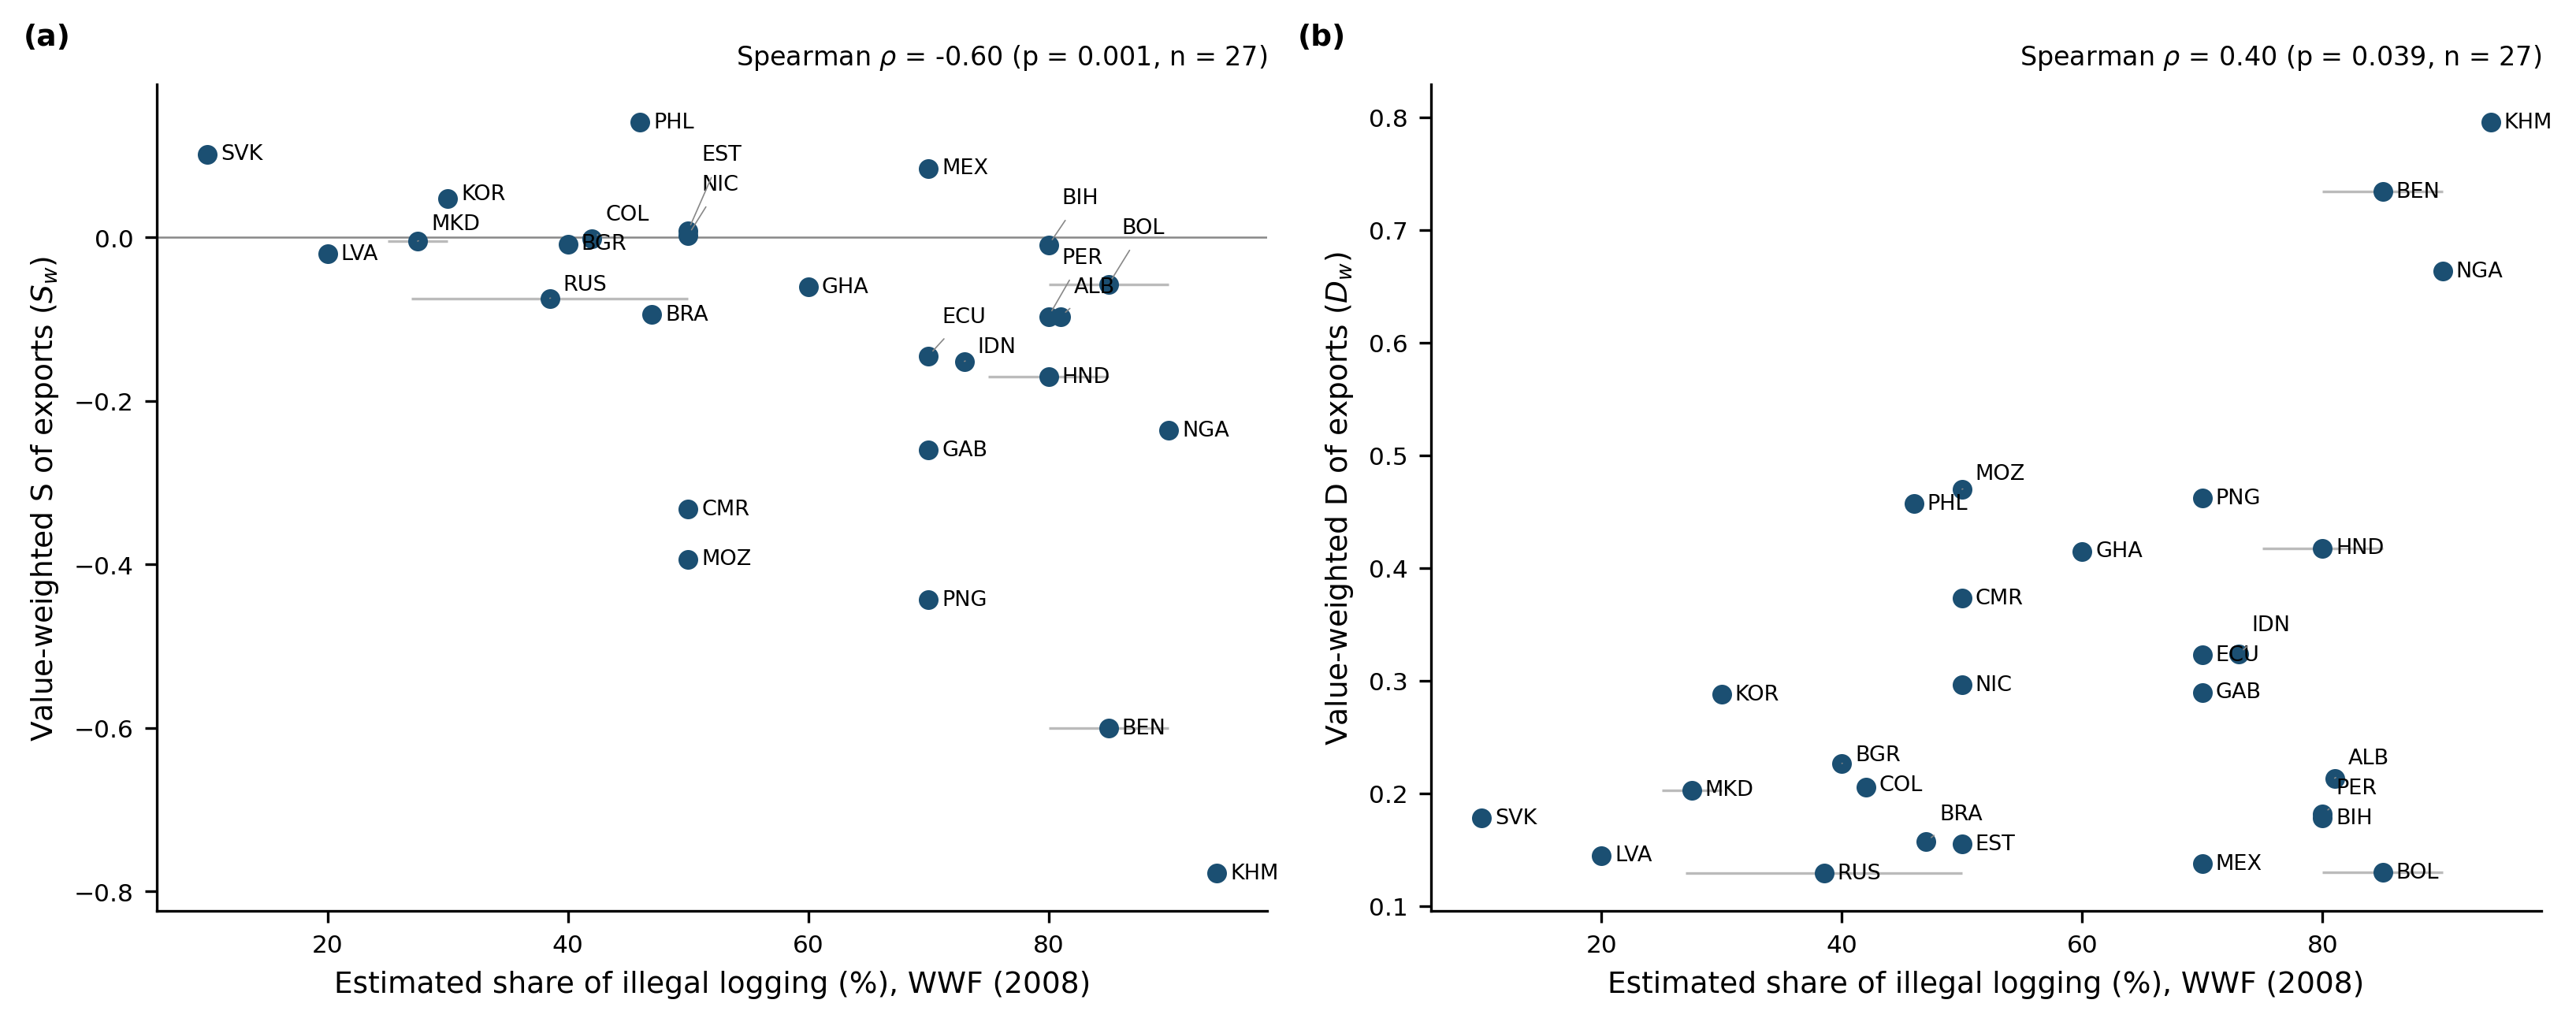 (a)
Spearman ρ = -0.60 (p = 0.001, n = 27)
Value-weighted S of exports (S_w)
0.0
−0.2
−0.4
−0.6
−0.8
SVK
PHL
EST
NIC
MEX
KOR
MKD
COL
BIH
BOL
LVA
BGR
PER
RUS
GHA
ALB
BRA
ECU
IDN
HND
NGA
GAB
CMR
MOZ
PNG
BEN
KHM
20
40
60
80
Estimated share of illegal logging (%), WWF (2008)
(b)
Spearman ρ = 0.40 (p = 0.039, n = 27)
Value-weighted D of exports (D_w)
0.8
0.7
0.6
0.5
0.4
0.3
0.2
0.1
KHM
BEN
NGA
MOZ
PHL
PNG
GHA
HND
CMR
IDN
ECU
NIC
KOR
GAB
BGR
ALB
MKD
COL
PER
SVK
BRA
BIH
LVA
EST
MEX
RUS
BOL
20
40
60
80
Estimated share of illegal logging (%), WWF (2008)